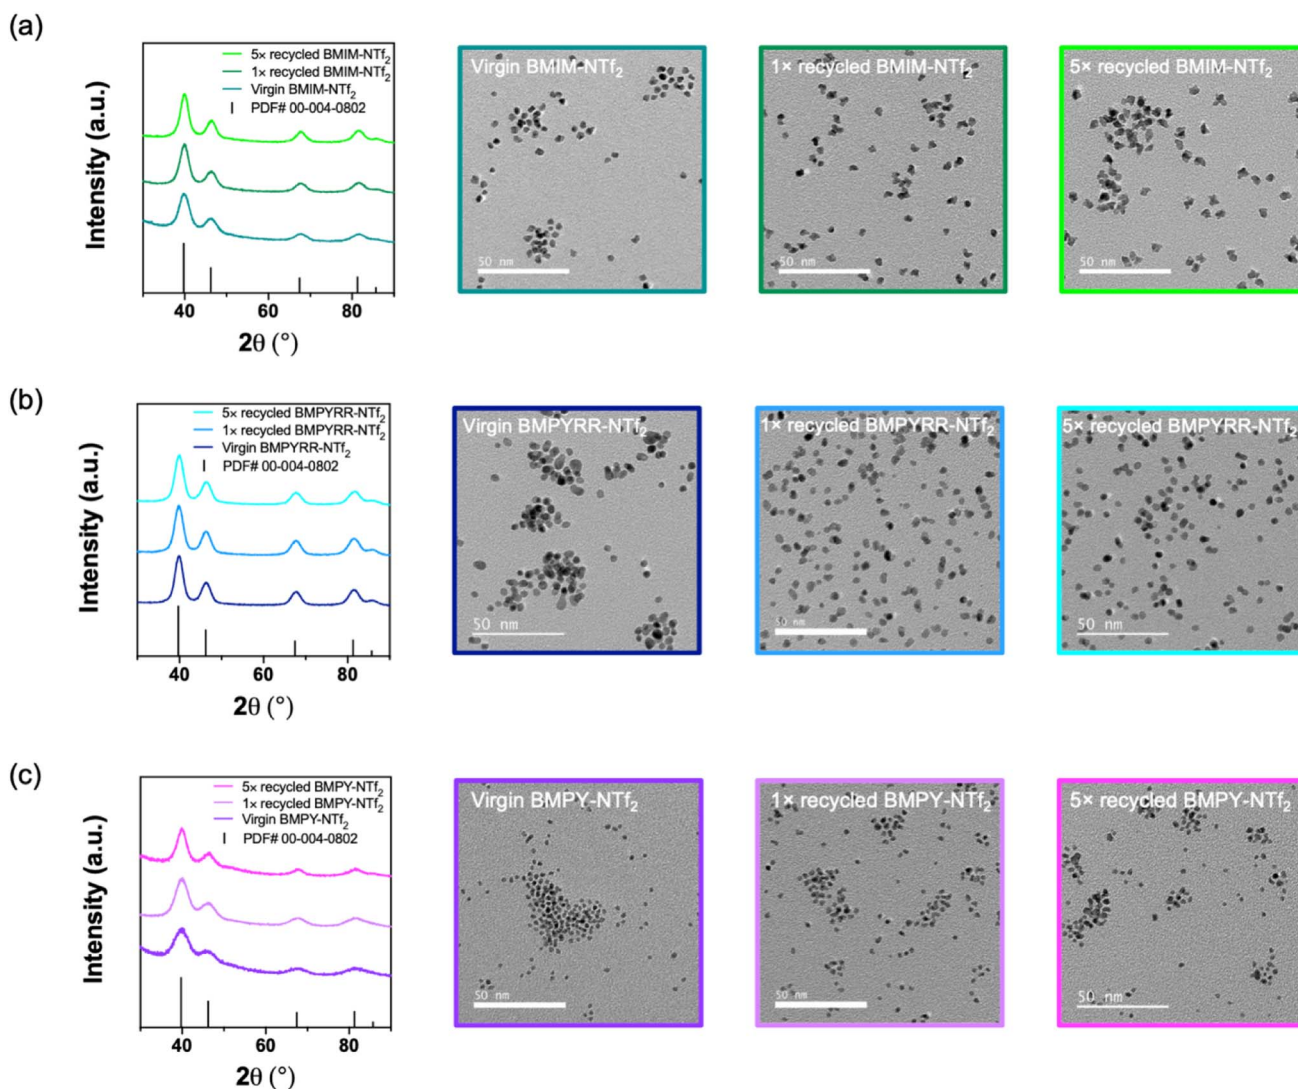 (a)
Intensity (a.u.)
5× recycled BMIM-NTf₂
1× recycled BMIM-NTf₂
Virgin BMIM-NTf₂
PDF# 00-004-0802
40
60
80
2θ (°)
Virgin BMIM-NTf₂
50 nm
1× recycled BMIM-NTf₂
50 nm
5× recycled BMIM-NTf₂
50 nm
(b)
Intensity (a.u.)
5× recycled BMPYRR-NTf₂
1× recycled BMPYRR-NTf₂
Virgin BMPYRR-NTf₂
PDF# 00-004-0802
40
60
80
2θ (°)
Virgin BMPYRR-NTf₂
50 nm
1× recycled BMPYRR-NTf₂
50 nm
5× recycled BMPYRR-NTf₂
50 nm
(c)
Intensity (a.u.)
5× recycled BMPY-NTf₂
1× recycled BMPY-NTf₂
Virgin BMPY-NTf₂
PDF# 00-004-0802
40
60
80
2θ (°)
Virgin BMPY-NTf₂
50 nm
1× recycled BMPY-NTf₂
50 nm
5× recycled BMPY-NTf₂
50 nm